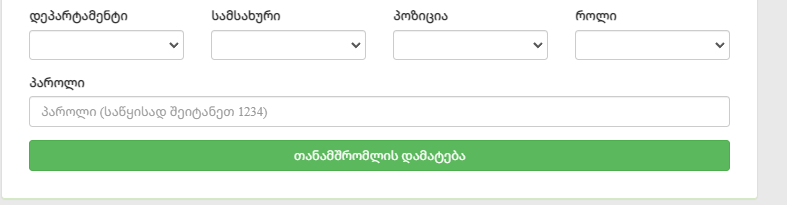 დეპარტამენტი სამსახური პოზიცია როლი
პაროლი
პაროლი (საწყისად შეიტანეთ 1234)
თანამშრომლის დამატება